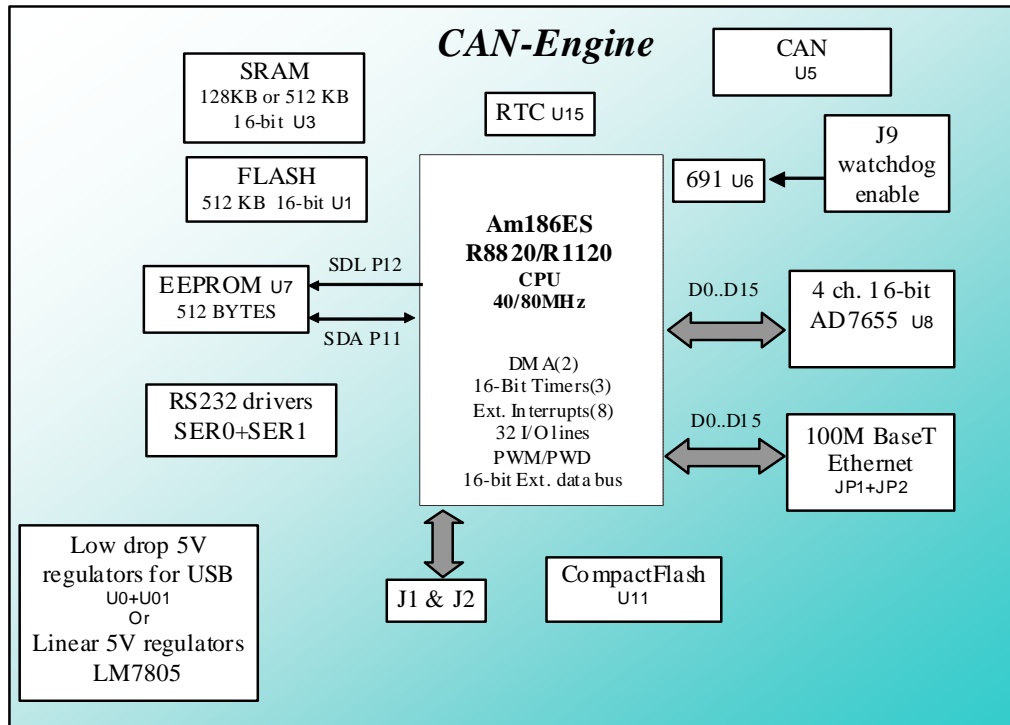 CAN-Engine
SRAM
128KB or 512 KB
16-bit U3
CAN
U5
RTC U15
FLASH
512 KB 16-bit U1
691 U6
J9
watchdog
enable
Am186ES
R8820/R1120
CPU
40/80MHz
DMA(2)
16-Bit Timers(3)
Ext. Interrupts(8)
32 I/O lines
PWM/PWD
16-bit Ext. data bus
SDL P12
EEPROM U7
512 BYTES
SDA P11
D0..D15
4 ch. 16-bit
AD7655 U8
RS232 drivers
SER0+SER1
D0..D15
100M BaseT
Ethernet
JP1+JP2
Low drop 5V
regulators for USB
U0+U01
Or
Linear 5V regulators
LM7805
J1 & J2
CompactFlash
U11